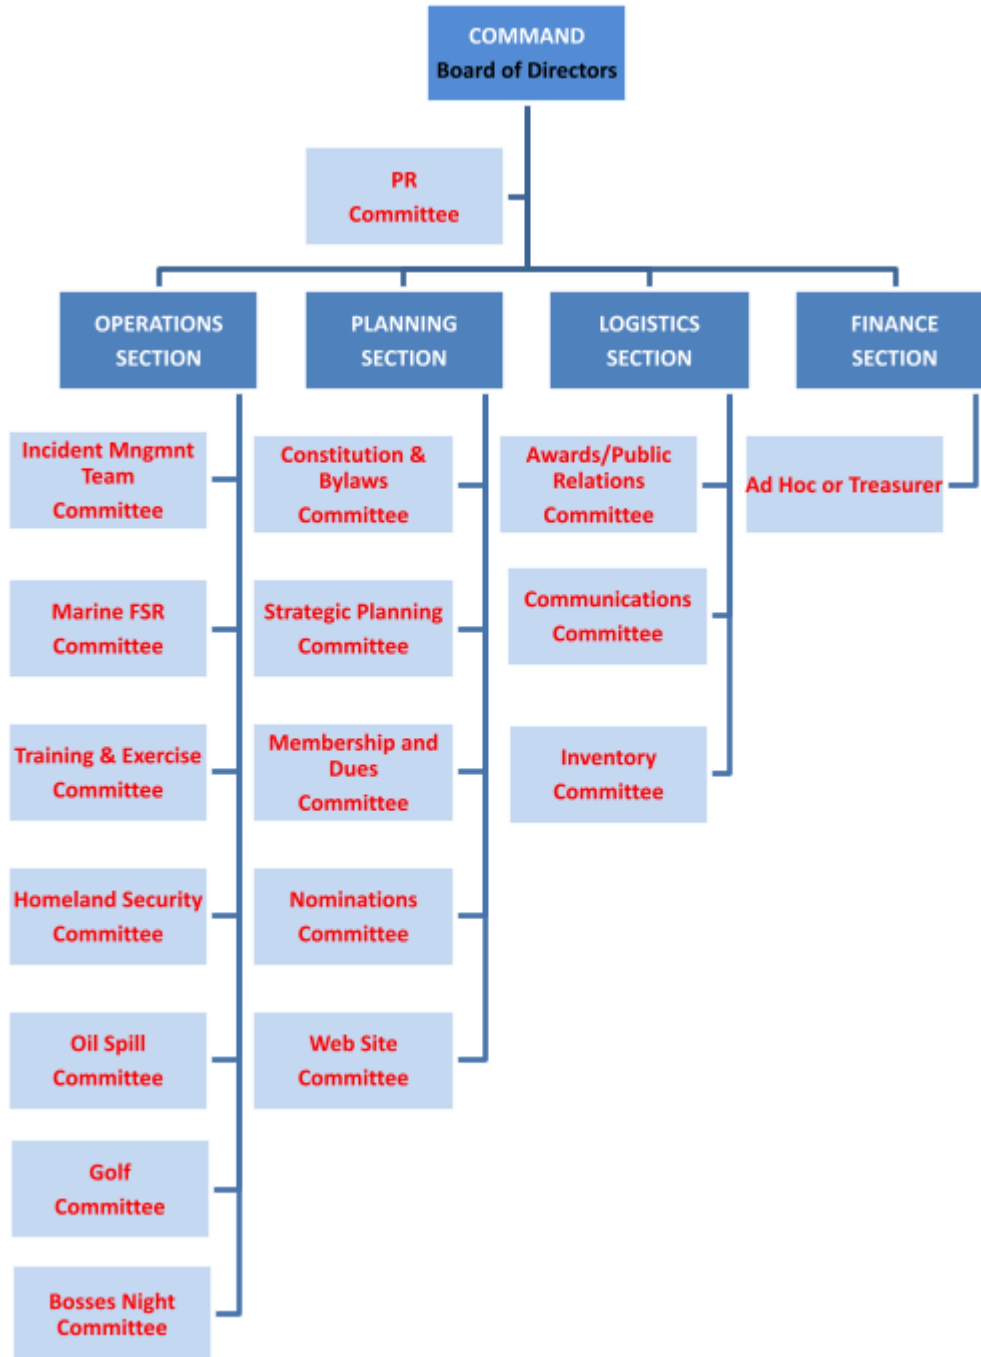 COMMAND
Board of Directors
PR
Committee
OPERATIONS
SECTION
PLANNING
SECTION
LOGISTICS
SECTION
FINANCE
SECTION
Incident Mngmnt
Team
Committee
Constitution &
Bylaws
Committee
Awards/Public
Relations
Committee
Ad Hoc or Treasurer
Marine FSR
Committee
Strategic Planning
Committee
Communications
Committee
Training & Exercise
Committee
Membership and
Dues
Committee
Inventory
Committee
Homeland Security
Committee
Nominations
Committee
Oil Spill
Committee
Web Site
Committee
Golf
Committee
Bosses Night
Committee